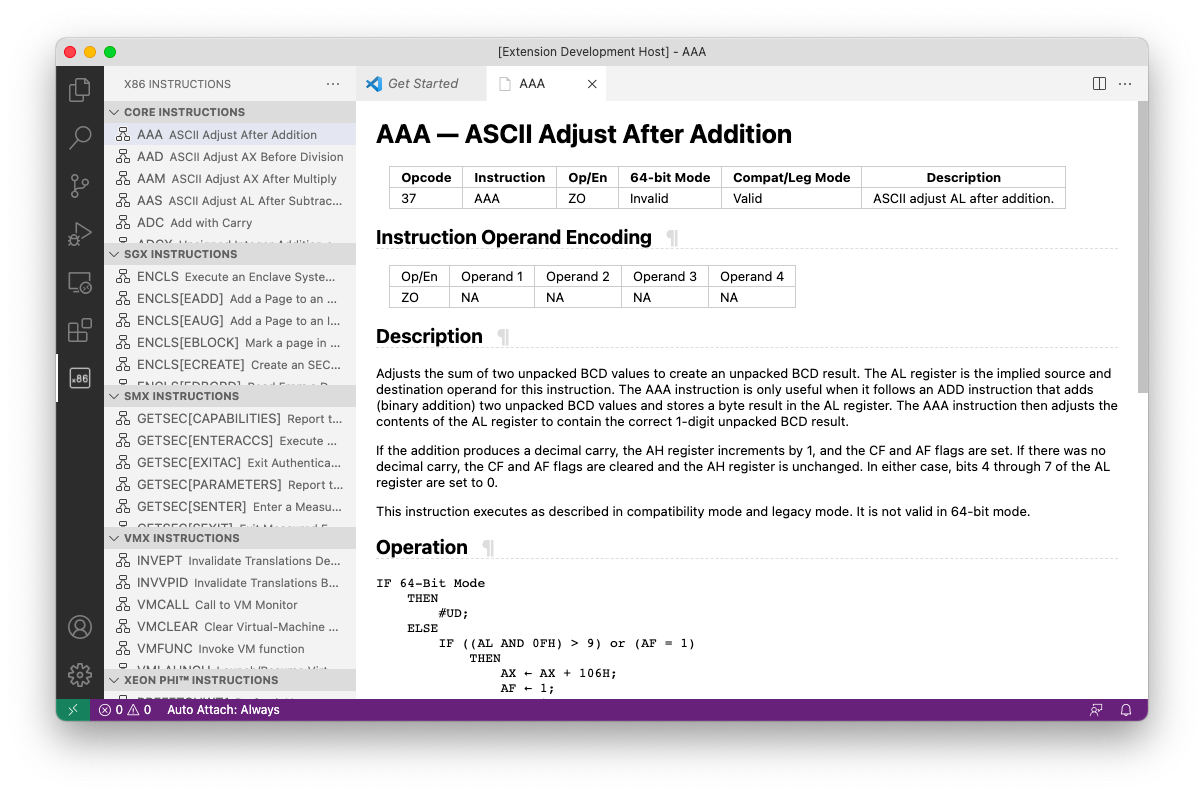 [Extension Development Host] - AAA
X86 INSTRUCTIONS
Get Started
AAA
CORE INSTRUCTIONS
AAA ASCII Adjust After Addition
AAD ASCII Adjust AX Before Division
AAM ASCII Adjust AX After Multiply
AAS ASCII Adjust AL After Subtrac...
ADC Add with Carry
SGX INSTRUCTIONS
ENCLS Execute an Enclave Syste...
ENCLS[EADD] Add a Page to an ...
ENCLS[EAUG] Add a Page to an I...
ENCLS[EBLOCK] Mark a page in ...
ENCLS[ECREATE] Create an SEC...
SMX INSTRUCTIONS
GETSEC[CAPABILITIES] Report t...
GETSEC[ENTERACCS] Execute ...
GETSEC[EXITAC] Exit Authentica...
GETSEC[PARAMETERS] Report t...
GETSEC[SENTER] Enter a Measu...
VMX INSTRUCTIONS
INVEPT Invalidate Translations De...
INVVPID Invalidate Translations B...
VMCALL Call to VM Monitor
VMCLEAR Clear Virtual-Machine ...
VMFUNC Invoke VM function
XEON PHI™ INSTRUCTIONS
x86
AAA — ASCII Adjust After Addition
Opcode Instruction Op/En 64-bit Mode Compat/Leg Mode Description
37 AAA ZO Invalid Valid ASCII adjust AL after addition.
Instruction Operand Encoding ¶
Op/En Operand 1 Operand 2 Operand 3 Operand 4
ZO NA NA NA NA
Description ¶
Adjusts the sum of two unpacked BCD values to create an unpacked BCD result. The AL register is the implied source and
destination operand for this instruction. The AAA instruction is only useful when it follows an ADD instruction that adds
(binary addition) two unpacked BCD values and stores a byte result in the AL register. The AAA instruction then adjusts the
contents of the AL register to contain the correct 1-digit unpacked BCD result.
If the addition produces a decimal carry, the AH register increments by 1, and the CF and AF flags are set. If there was no
decimal carry, the CF and AF flags are cleared and the AH register is unchanged. In either case, bits 4 through 7 of the AL
register are set to 0.
This instruction executes as described in compatibility mode and legacy mode. It is not valid in 64-bit mode.
Operation ¶
IF 64-Bit Mode
THEN
#UD;
ELSE
IF ((AL AND 0FH) > 9) or (AF = 1)
THEN
AX ← AX + 106H;
AF ← 1;
0 0 Auto Attach: Always